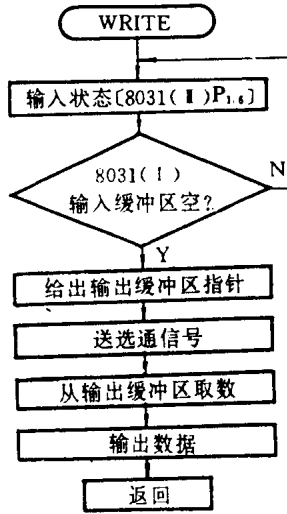 WRITE
输入状态〔8031(Ⅱ)P1.6〕
8031(Ⅰ)
输入缓冲区空?
N
Y
给出输出缓冲区指针
送选通信号
从输出缓冲区取数
输出数据
返回